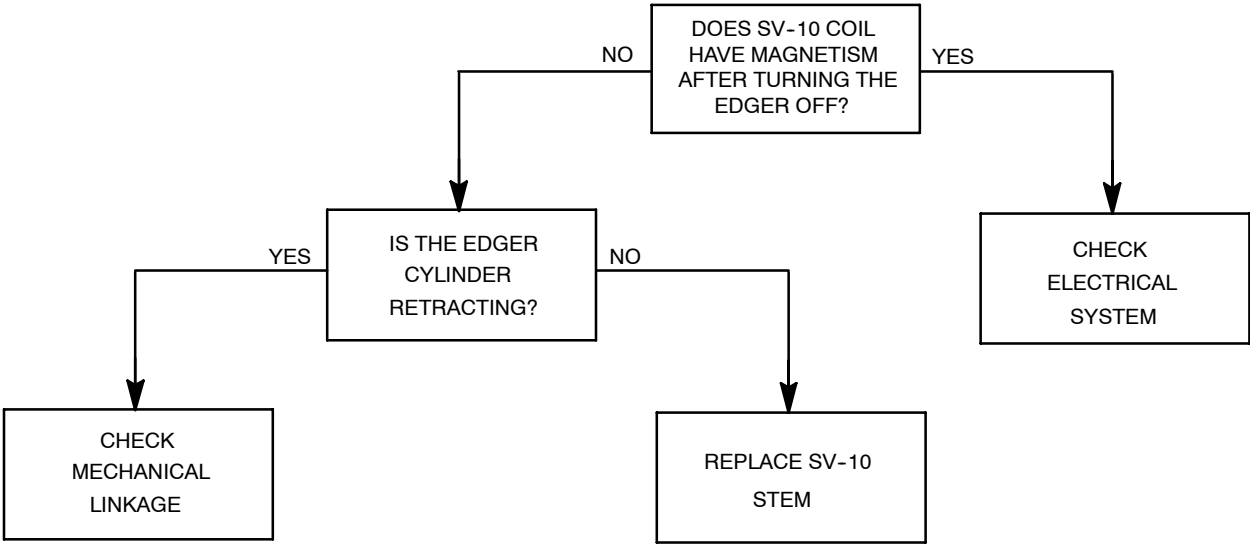 DOES SV-10 COIL
HAVE MAGNETISM
AFTER TURNING THE
EDGER OFF?
NO
YES
IS THE EDGER
CYLINDER
RETRACTING?
YES
NO
CHECK
ELECTRICAL
SYSTEM
CHECK
MECHANICAL
LINKAGE
REPLACE SV-10
STEM